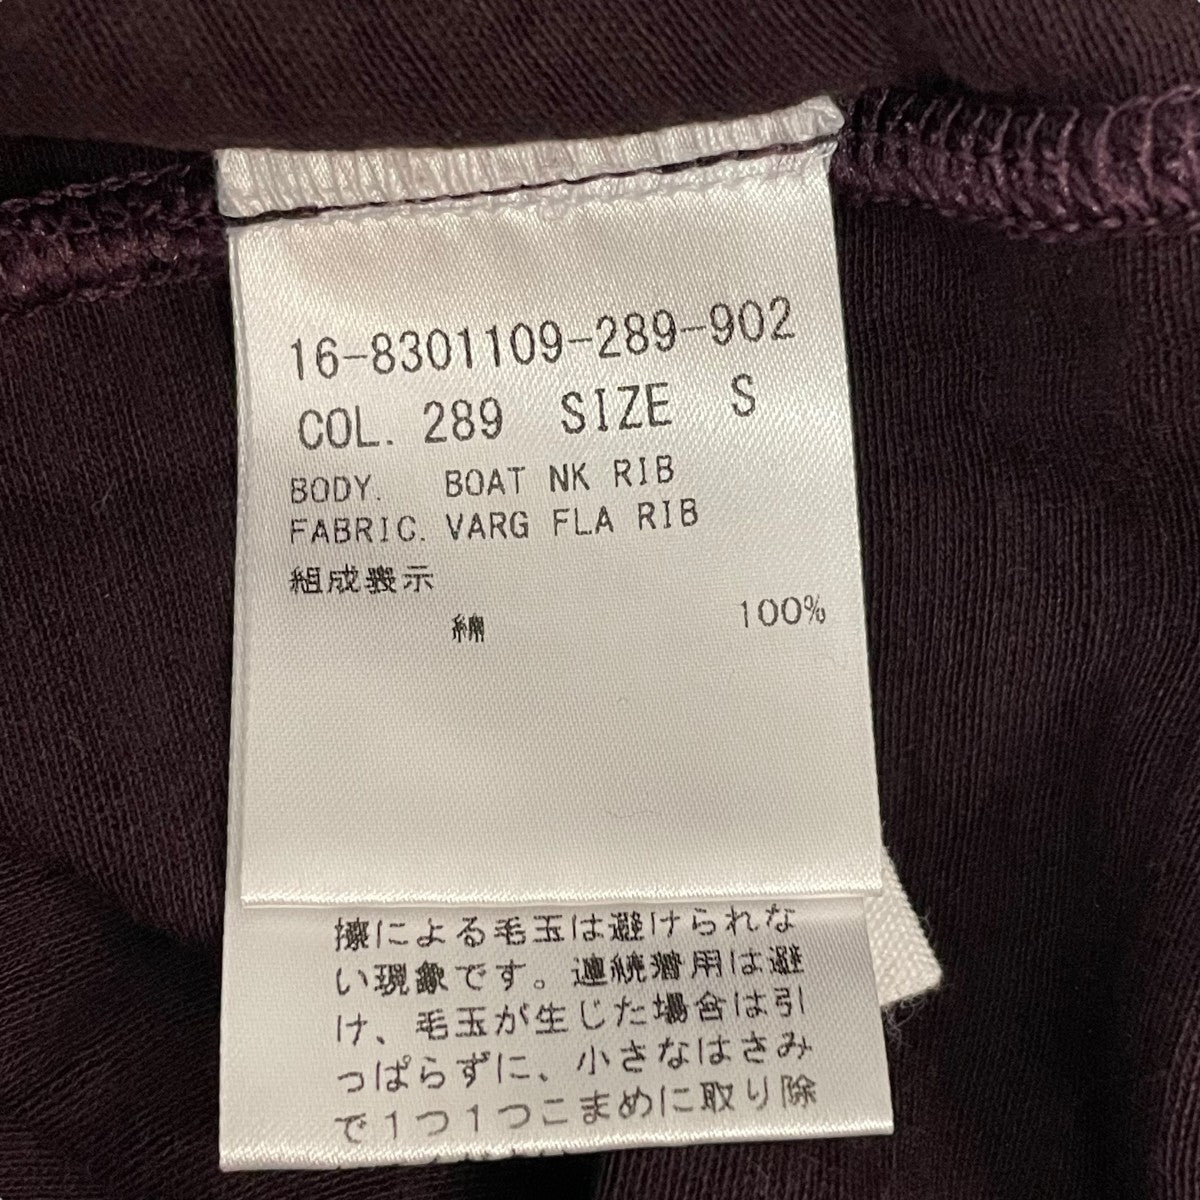 16-8301109-289-902
COL. 289 SIZE S
BODY. BOAT NK RIB
FABRIC. VARG FLA RIB
組成表示
綿 100%
擦による毛玉は避けられな
い現象です。連続着用は避
け、毛玉が生じた場合は引
っぱらずに、小さなはさみ
で1つ1つこまめに取り除